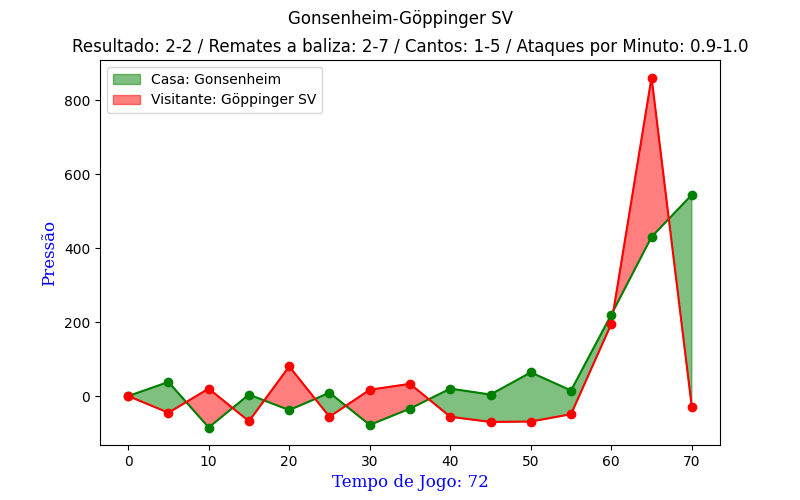 Gonsenheim-Göppinger SV
Resultado: 2-2 / Remates a baliza: 2-7 / Cantos: 1-5 / Ataques por Minuto: 0.9-1.0
Casa: Gonsenheim
Visitante: Göppinger SV
Pressão
800
600
400
200
0
0 10 20 30 40 50 60 70
Tempo de Jogo: 72